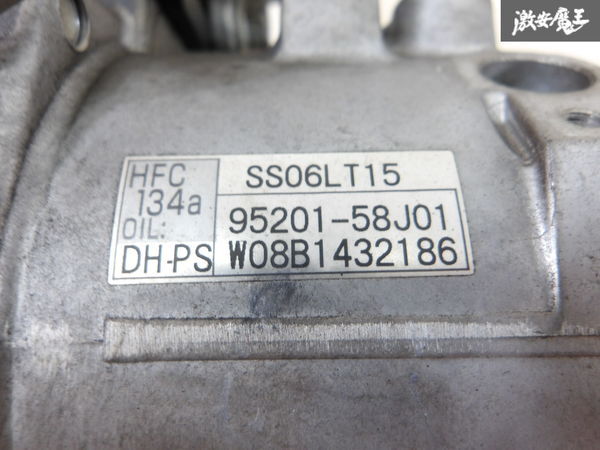 激安魔王
HFC
134a
OIL:
DH-PS
SS06LT15
95201-58J01
W08B1432186